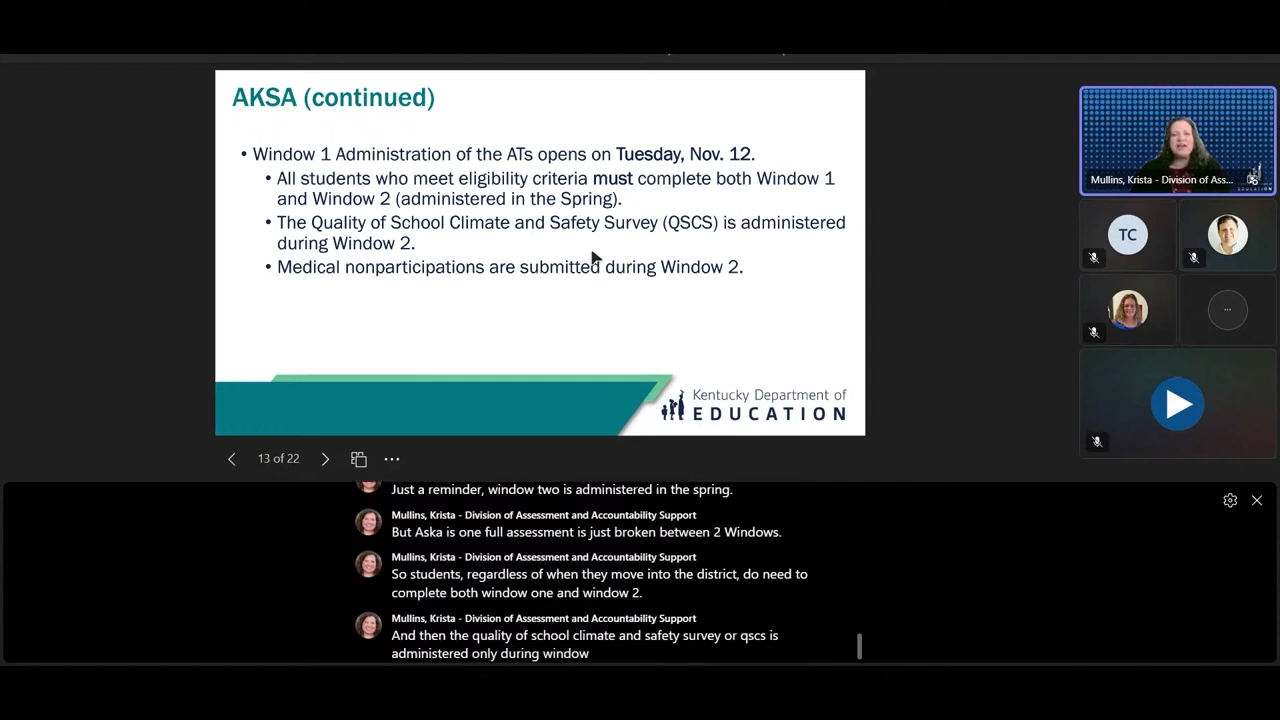 AKSA (continued)
• Window 1 Administration of the ATs opens on Tuesday, Nov. 12.
• All students who meet eligibility criteria must complete both Window 1
and Window 2 (administered in the Spring).
• The Quality of School Climate and Safety Survey (QSCS) is administered
during Window 2.
• Medical nonparticipations are submitted during Window 2.
Kentucky Department of
EDUCATION
13 of 22
Mullins, Krista - Division of Ass...
EDUCATION
TC
Just a reminder, window two is administered in the spring.
Mullins, Krista - Division of Assessment and Accountability Support
But Aska is one full assessment is just broken between 2 Windows.
Mullins, Krista - Division of Assessment and Accountability Support
So students, regardless of when they move into the district, do need to
complete both window one and window 2.
Mullins, Krista - Division of Assessment and Accountability Support
And then the quality of school climate and safety survey or qscs is
administered only during window